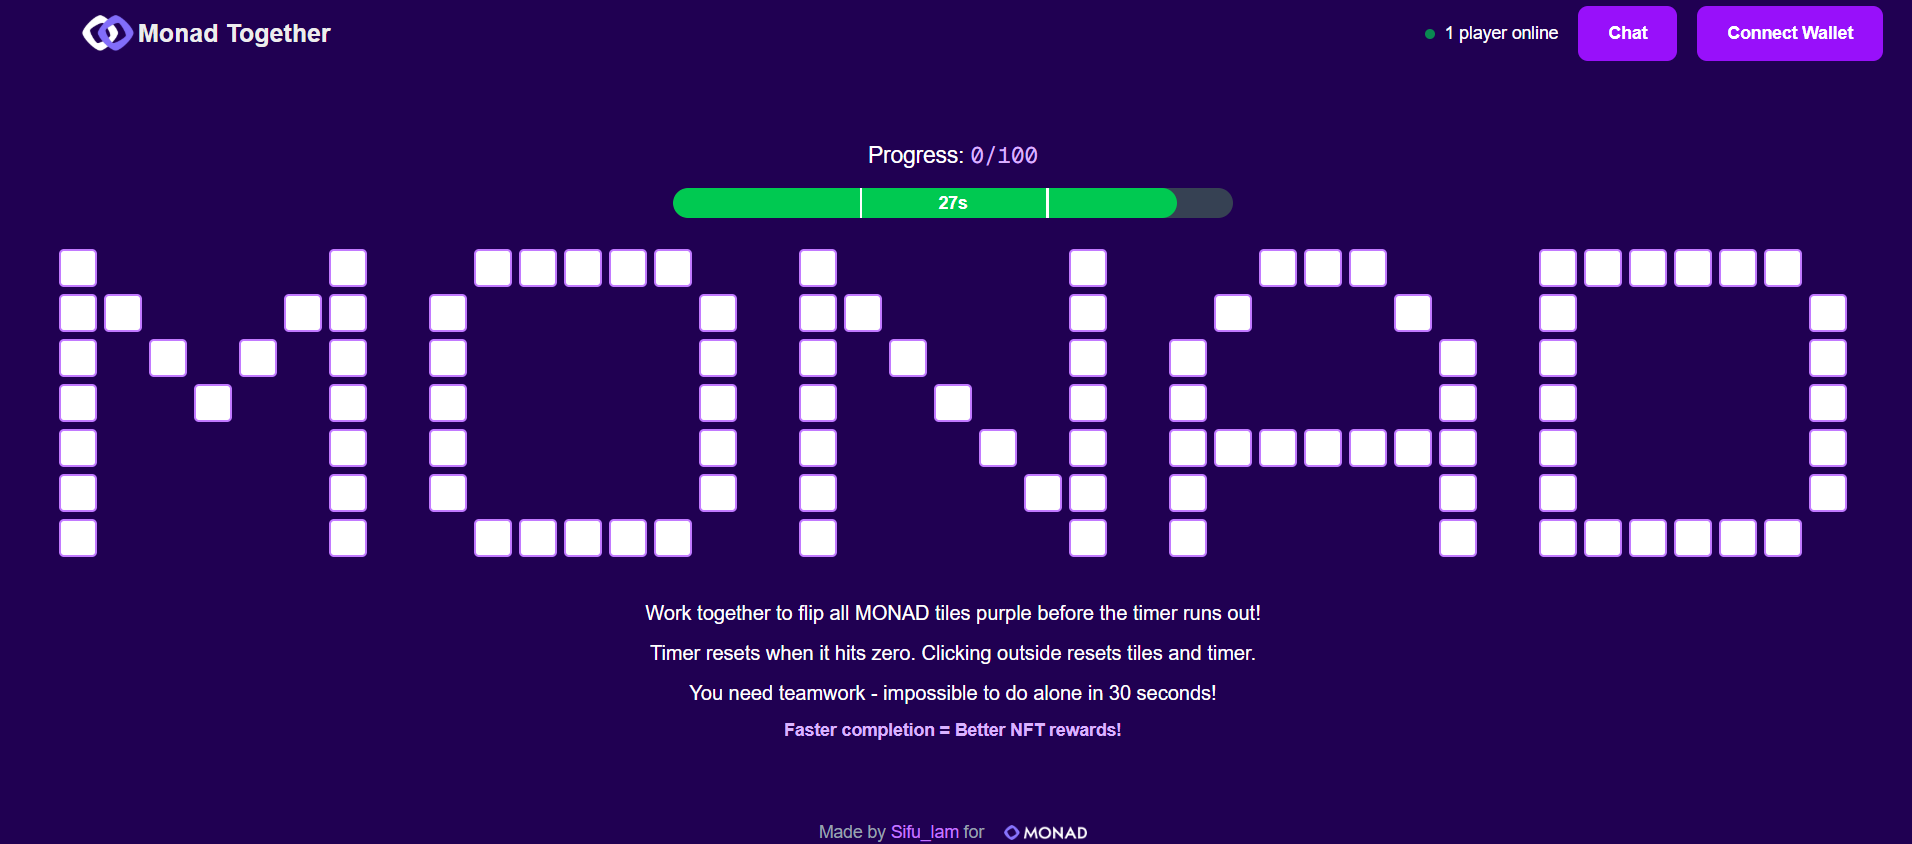 Monad Together
1 player online
Chat
Connect Wallet
Progress: 0/100
27s
MONAD
Work together to flip all MONAD tiles purple before the timer runs out!
Timer resets when it hits zero. Clicking outside resets tiles and timer.
You need teamwork - impossible to do alone in 30 seconds!
Faster completion = Better NFT rewards!
Made by Sifu_lam for MONAD